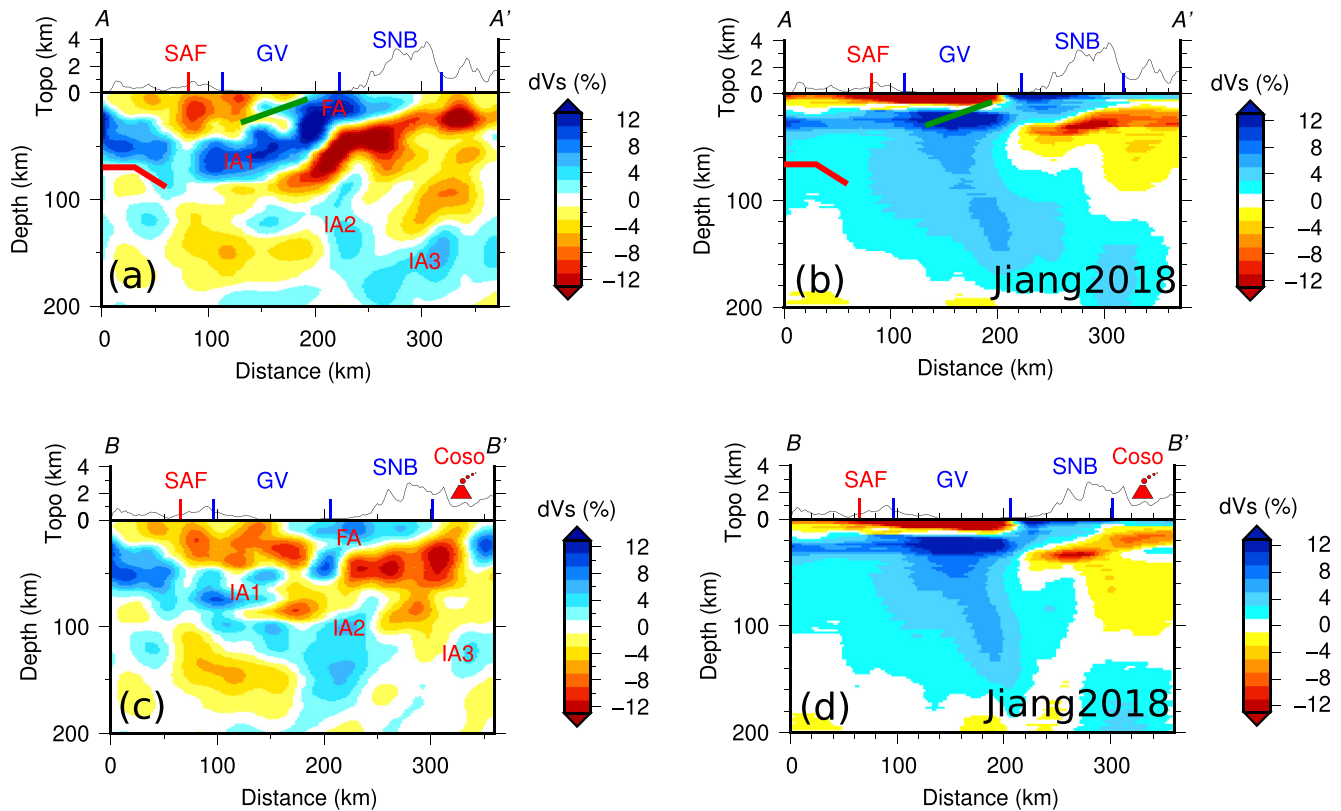 A A'
SAF GV SNB
Topo (km)
4
2
0
FA
IA1
IA2
IA3
(a)
Depth (km)
100
200
0 100 200 300
Distance (km)
dVs (%)
12
8
4
0
−4
−8
−12
A A'
SAF GV SNB
Topo (km)
4
2
0
(b) Jiang2018
Depth (km)
100
200
0 100 200 300
Distance (km)
dVs (%)
12
8
4
0
−4
−8
−12
B B'
SAF GV SNB Coso
Topo (km)
4
2
0
FA
IA1
IA2
IA3
(c)
Depth (km)
100
200
0 100 200 300
Distance (km)
dVs (%)
12
8
4
0
−4
−8
−12
B B'
SAF GV SNB Coso
Topo (km)
4
2
0
(d) Jiang2018
Depth (km)
100
200
0 100 200 300
Distance (km)
dVs (%)
12
8
4
0
−4
−8
−12